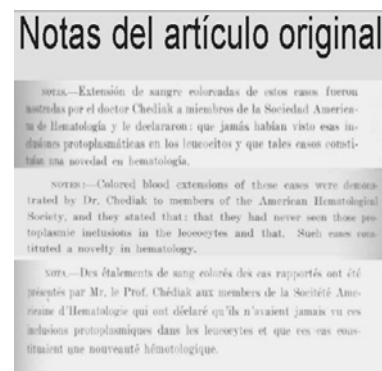 Notas del artículo original
NOTAS.—Extensión de sangre coloreadas de estos casos fueron
mostradas por el doctor Chediak a miembros de la Sociedad America-
na de Hematología y le declararon: que jamás habían visto esas in-
clusiones protoplasmáticas en los leucocitos y que tales casos consti-
tuían una novedad en hematología.
NOTES:—Colored blood extensions of these cases were demons-
trated by Dr. Chediak to members of the American Hematological
Society, and they stated that: that they had never seen those pro-
toplasmic inclusions in the leococytes and that. Such cases cons-
tituted a novelty in hematology.
NOTA.—Des étalements de sang colorés des cas rapportés ont été
présentés par Mr. le Prof. Chédiak aux members de la Socitété Ame-
ricaine d'Hematologie qui ont déclaré qu'ils n'avaient jamais vu ces
inclusions protoplasmiques dans les leucocytes et que ces cas cons-
tituaient une nouveauté hémotologique.